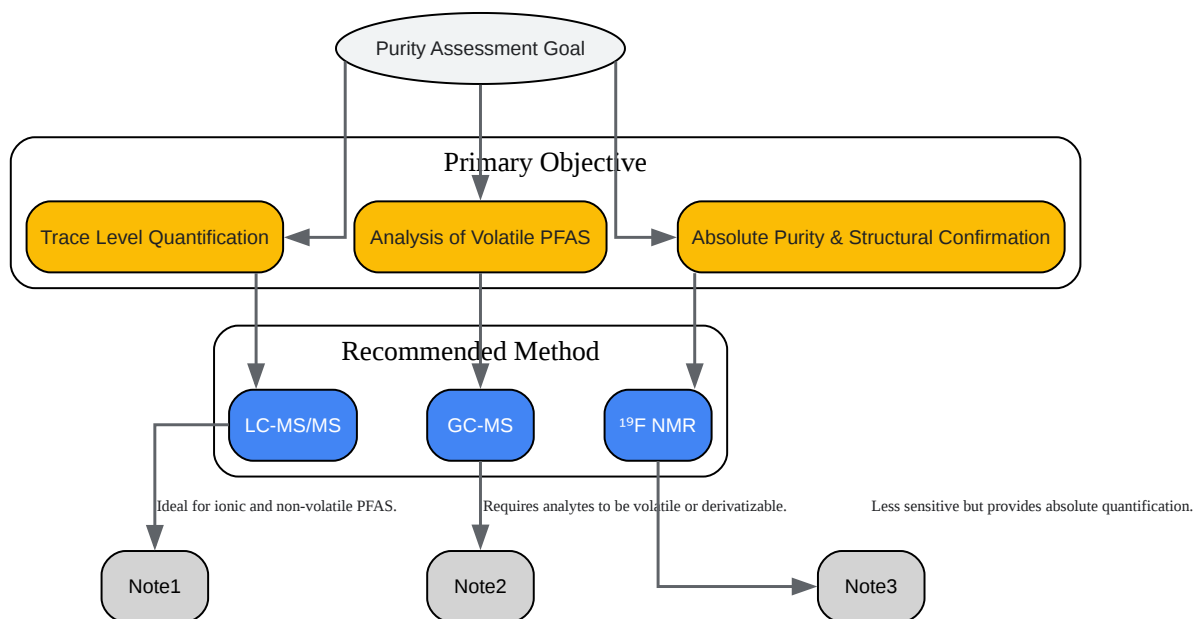 Purity Assessment Goal
Primary Objective
Trace Level Quantification
Analysis of Volatile PFAS
Absolute Purity & Structural Confirmation
Recommended Method
LC-MS/MS
GC-MS
¹⁹F NMR
Ideal for ionic and non-volatile PFAS.
Requires analytes to be volatile or derivatizable.
Less sensitive but provides absolute quantification.
Note1
Note2
Note3